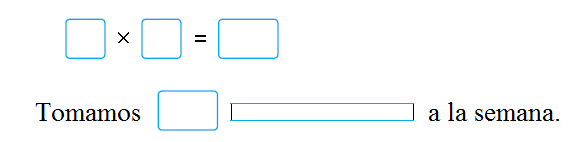 × =
Tomamos a la semana.